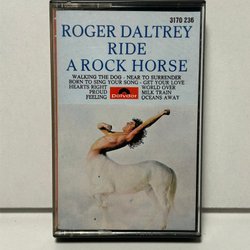 3170 236
ROGER DALTREY
RIDE
A ROCK HORSE
WALKING THE DOG - NEAR TO SURRENDER
BORN TO SING YOUR SONG - GET YOUR LOVE
HEARTS RIGHT WORLD OVER
PROUD MILK TRAIN
FEELING OCEANS AWAY
Polydor